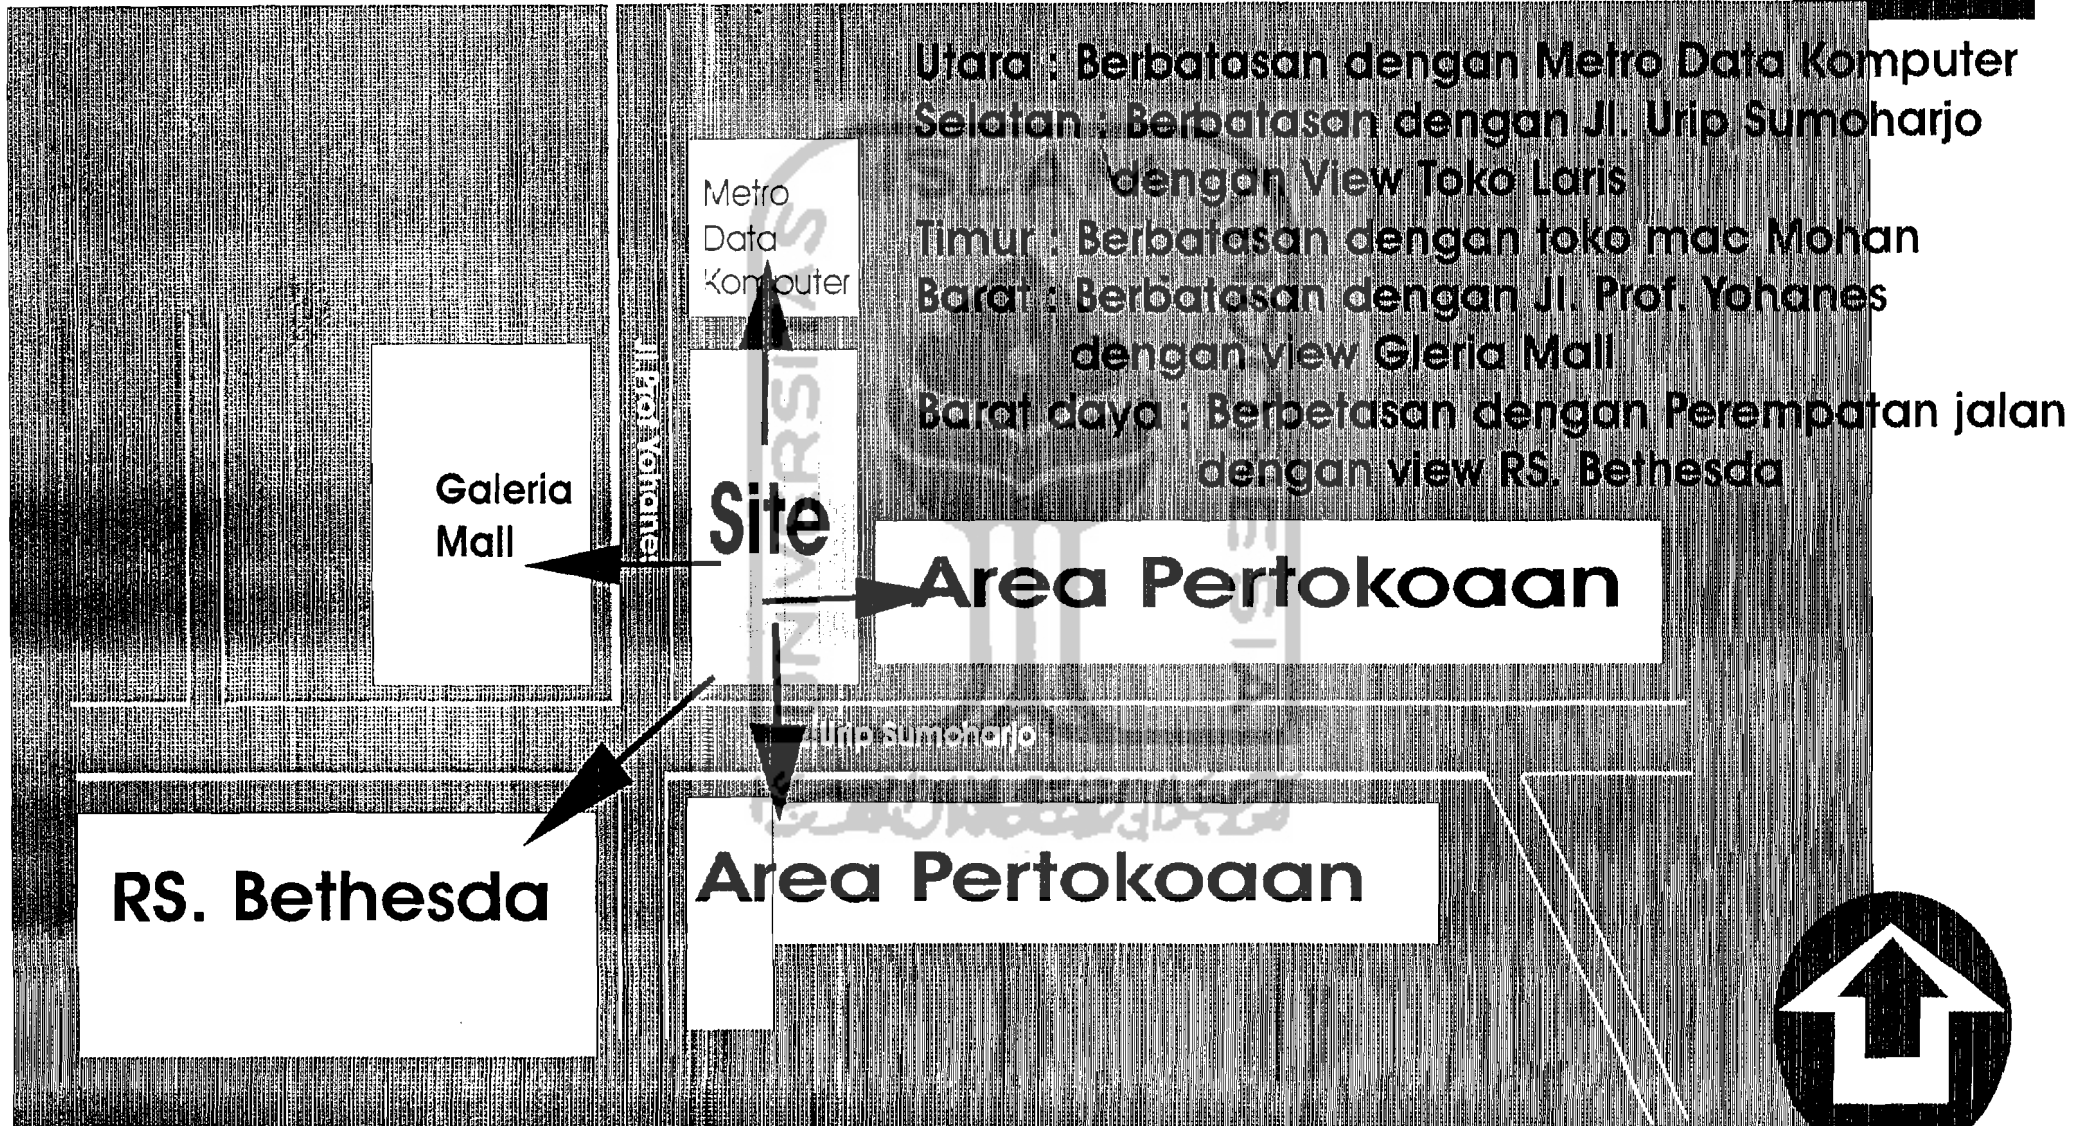 Utara : Berbatasan dengan Metro Data Komputer
Selatan : Berbatasan dengan Jl. Urip Sumoharjo
dengan View Toko Laris
Timur : Berbatasan dengan toko mac Mohan
Barat : Berbatasan dengan Jl. Prof. Yohanes
dengan view Gleria Mall
Barat daya : Berbetasan dengan Perempatan jalan
dengan view RS. Bethesda
Metro
Data
Komputer
Jl Prof Yohanes
Galeria
Mall
Site
Area Pertokoaan
Urip Sumoharjo
RS. Bethesda
Area Pertokoaan
UNIVERSITAS
ISLAM